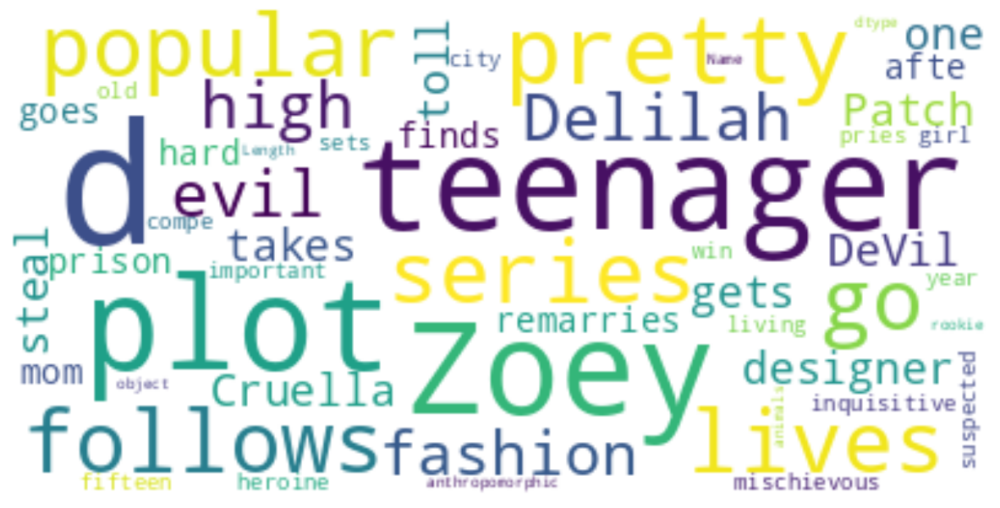 popular
pretty
dtype
one
toll
city
Name
afte
old
goes
high
Delilah
Patch
finds
pries
girl
hard
Length
sets
d
teenager
evil
compe
takes
DeVil
steal
prison
important
series
win
gets
go
year
plot
remarries
living
rookie
Zoey
mom
object
Cruella
designer
suspected
inquisitive
animals
follows
fashion
lives
fifteen
heroine
anthropomorphic
mischievous